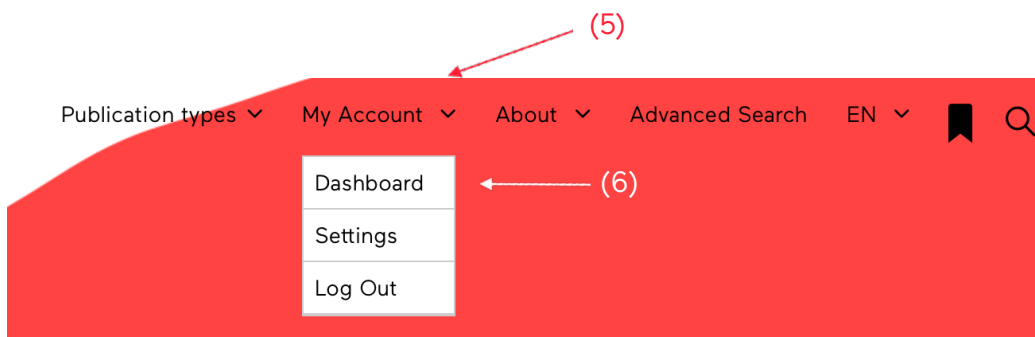 (5)
Publication types My Account About Advanced Search EN
Dashboard (6)
Settings
Log Out